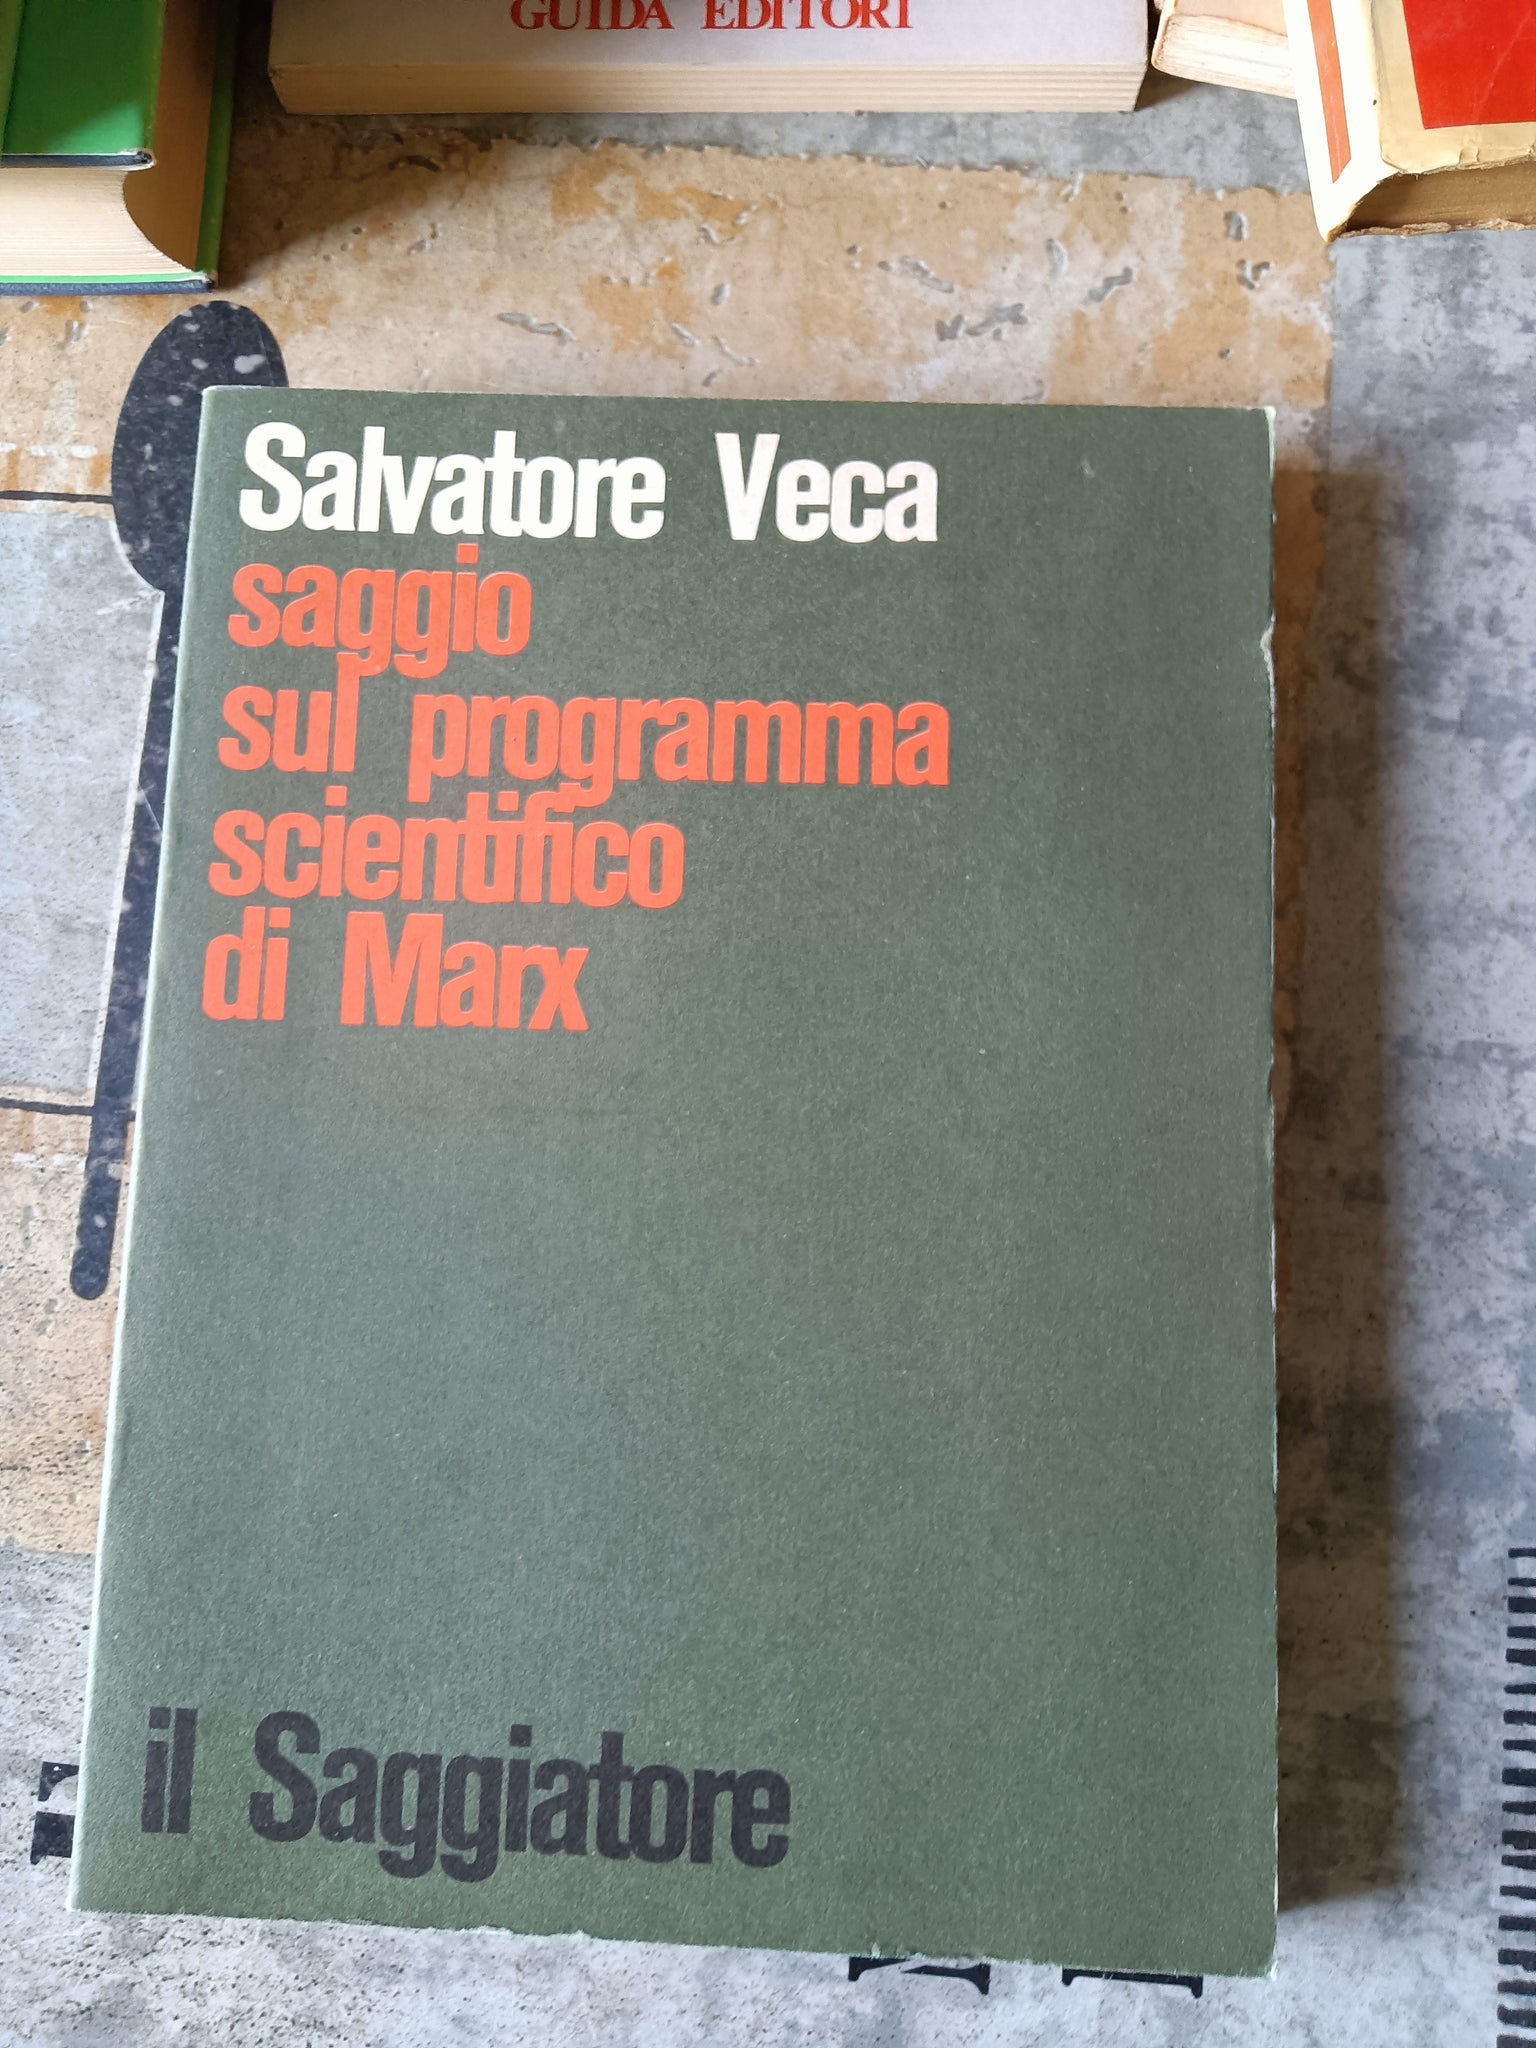 GUIDA EDITORI
Salvatore Veca
saggio
sul programma
scientifico
di Marx
il Saggiatore